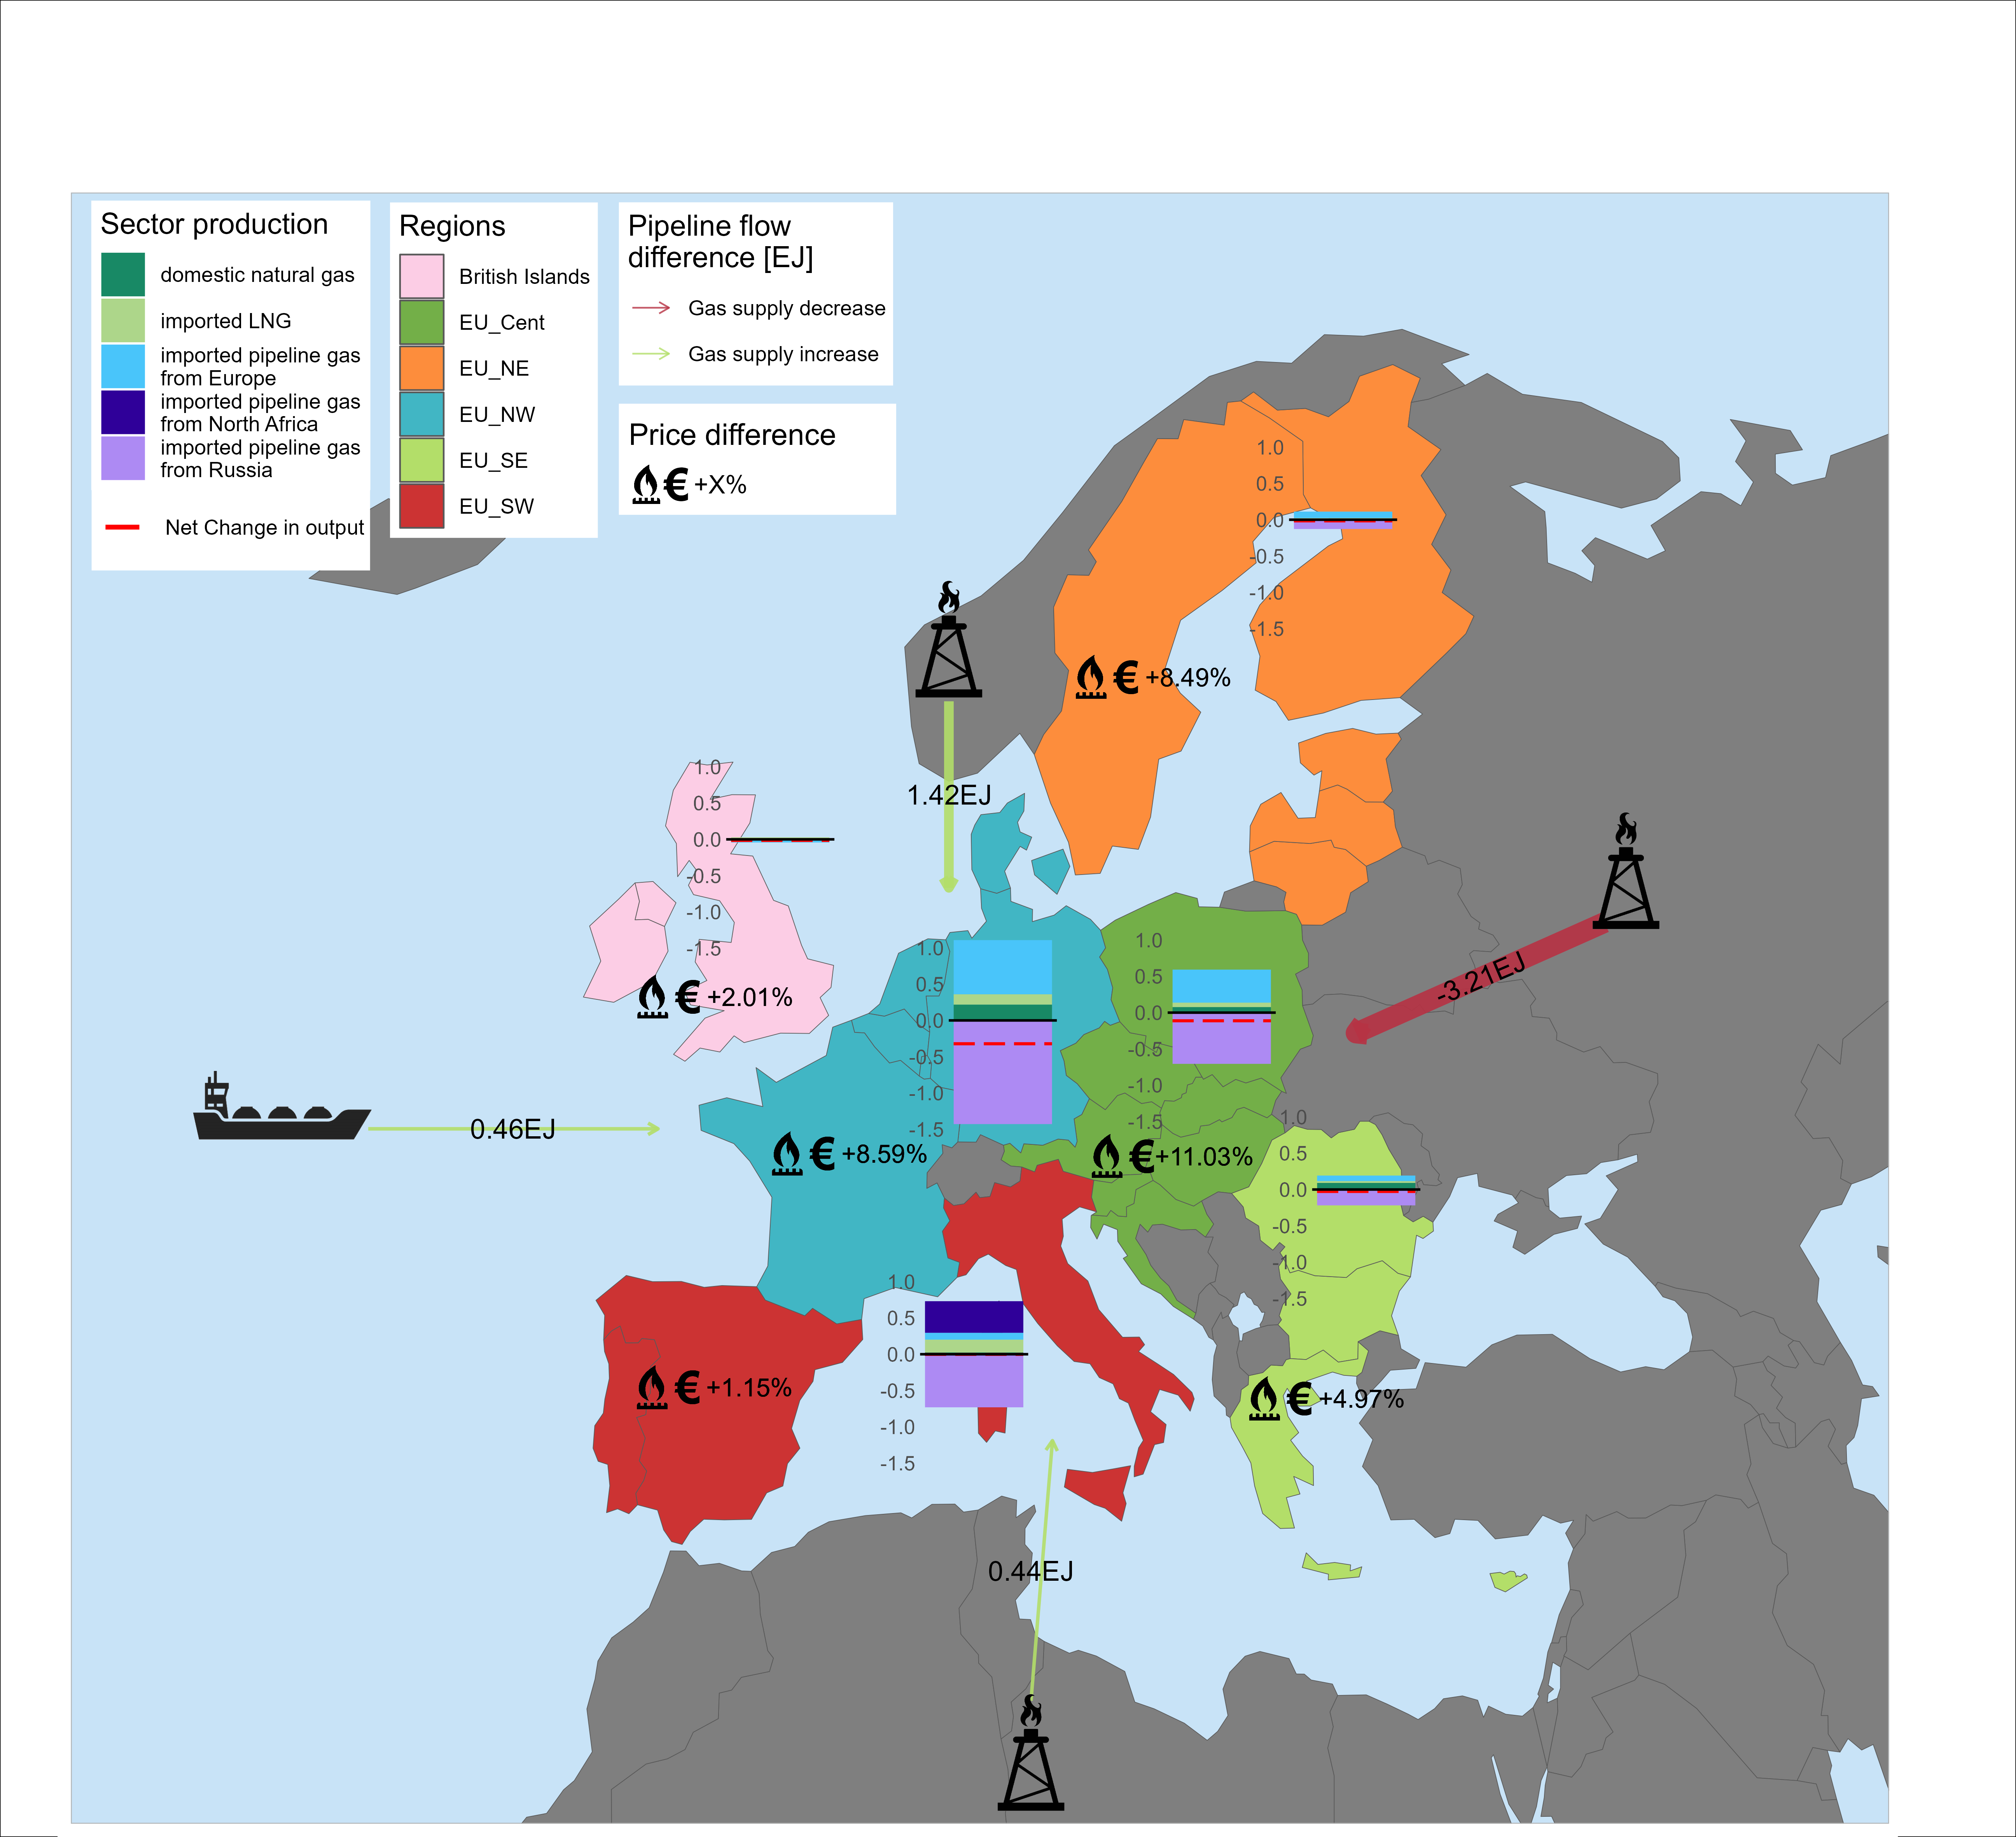 Sector production
domestic natural gas
imported LNG
imported pipeline gas
from Europe
imported pipeline gas
from North Africa
imported pipeline gas
from Russia
Net Change in output
Regions
British Islands
EU_Cent
EU_NE
EU_NW
EU_SE
EU_SW
Pipeline flow
difference [EJ]
Gas supply decrease
Gas supply increase
Price difference
€ +X%
1.0
0.5
0.0
-0.5
-1.0
-1.5
€ +8.49%
1.42EJ
1.0
0.5
0.0
-0.5
-1.0
-1.5
€ +2.01%
-3.21EJ
1.0
0.5
0.0
-0.5
-1.0
-1.5
€ +8.59%
1.0
0.5
0.0
-0.5
-1.0
-1.5
€ +11.03%
0.46EJ
1.0
0.5
0.0
-0.5
-1.0
-1.5
€ +4.97%
1.0
0.5
0.0
-0.5
-1.0
-1.5
€ +1.15%
0.44EJ